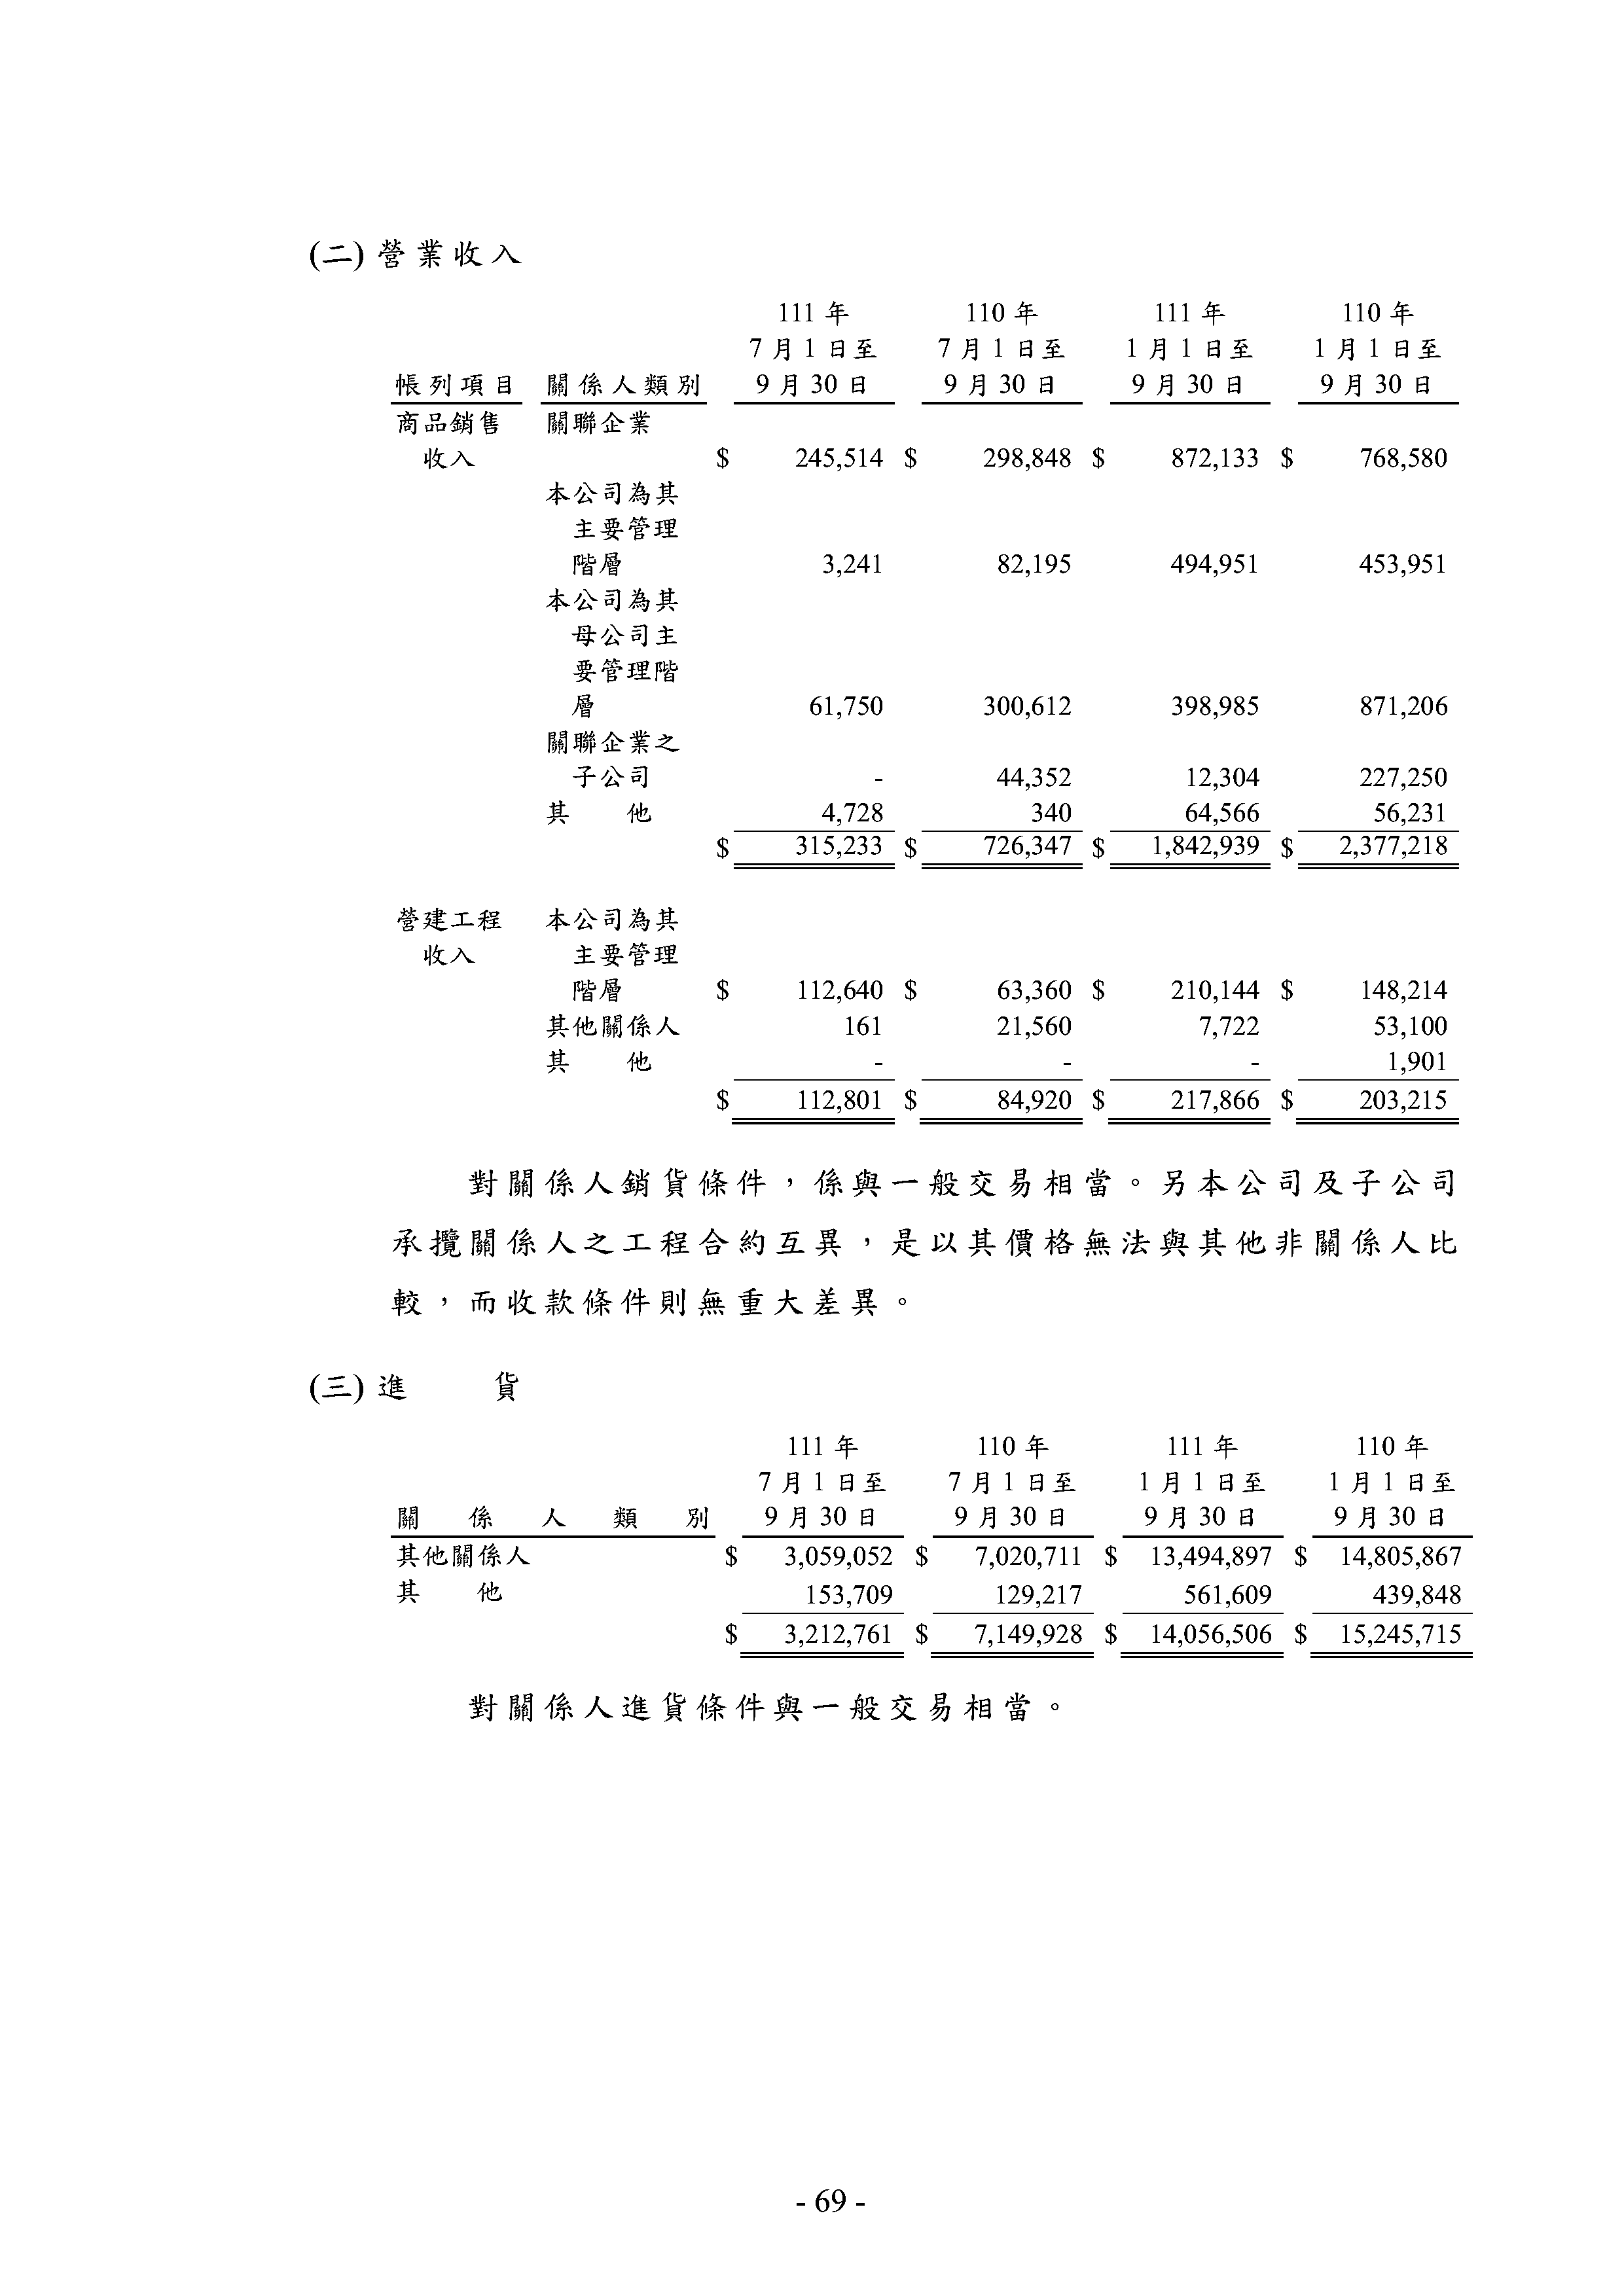 (二) 營業收入
111 年 110 年 111 年 110 年
7 月 1 日至 7 月 1 日至 1 月 1 日至 1 月 1 日至
帳列項目 關係人類別 9 月 30 日 9 月 30 日 9 月 30 日 9 月 30 日
商品銷售 關聯企業
收入 $ 245,514 $ 298,848 $ 872,133 $ 768,580
本公司為其
主要管理
階層 3,241 82,195 494,951 453,951
本公司為其
母公司主
要管理階
層 61,750 300,612 398,985 871,206
關聯企業之
子公司 - 44,352 12,304 227,250
其 他 4,728 340 64,566 56,231
$ 315,233 $ 726,347 $ 1,842,939 $ 2,377,218
營建工程 本公司為其
收入 主要管理
階層 $ 112,640 $ 63,360 $ 210,144 $ 148,214
其他關係人 161 21,560 7,722 53,100
其 他 - - - 1,901
$ 112,801 $ 84,920 $ 217,866 $ 203,215
對關係人銷貨條件，係與一般交易相當。另本公司及子公司
承攬關係人之工程合約互異，是以其價格無法與其他非關係人比
較，而收款條件則無重大差異。
(三) 進 貨
111 年 110 年 111 年 110 年
7 月 1 日至 7 月 1 日至 1 月 1 日至 1 月 1 日至
關 係 人 類 別 9 月 30 日 9 月 30 日 9 月 30 日 9 月 30 日
其他關係人 $ 3,059,052 $ 7,020,711 $ 13,494,897 $ 14,805,867
其 他 153,709 129,217 561,609 439,848
$ 3,212,761 $ 7,149,928 $ 14,056,506 $ 15,245,715
對關係人進貨條件與一般交易相當。
- 69 -